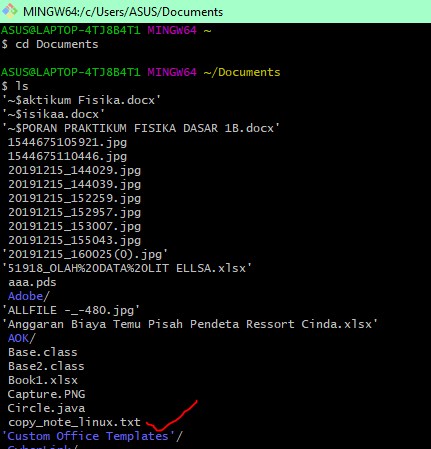 MINGW64:/c/Users/ASUS/Documents
ASUS@LAPTOP-4TJ8B4T1 MINGW64 ~
$ cd Documents
ASUS@LAPTOP-4TJ8B4T1 MINGW64 ~/Documents
$ ls
'~$aktikum Fisika.docx'
'~$isikaa.docx'
'~$PORAN PRAKTIKUM FISIKA DASAR 1B.docx'
1544675105921.jpg
1544675110446.jpg
20191215_144029.jpg
20191215_144039.jpg
20191215_152259.jpg
20191215_152957.jpg
20191215_153007.jpg
20191215_155043.jpg
'20191215_160025(0).jpg'
'51918_OLAH%20DATA%20LIT ELLSA.xlsx'
aaa.pds
Adobe/
'ALLFILE -_-480.jpg'
'Anggaran Biaya Temu Pisah Pendeta Ressort Cinda.xlsx'
AOK/
Base.class
Base2.class
Book1.xlsx
Capture.PNG
Circle.java
copy_note_linux.txt
'Custom Office Templates'/
CyberLink/